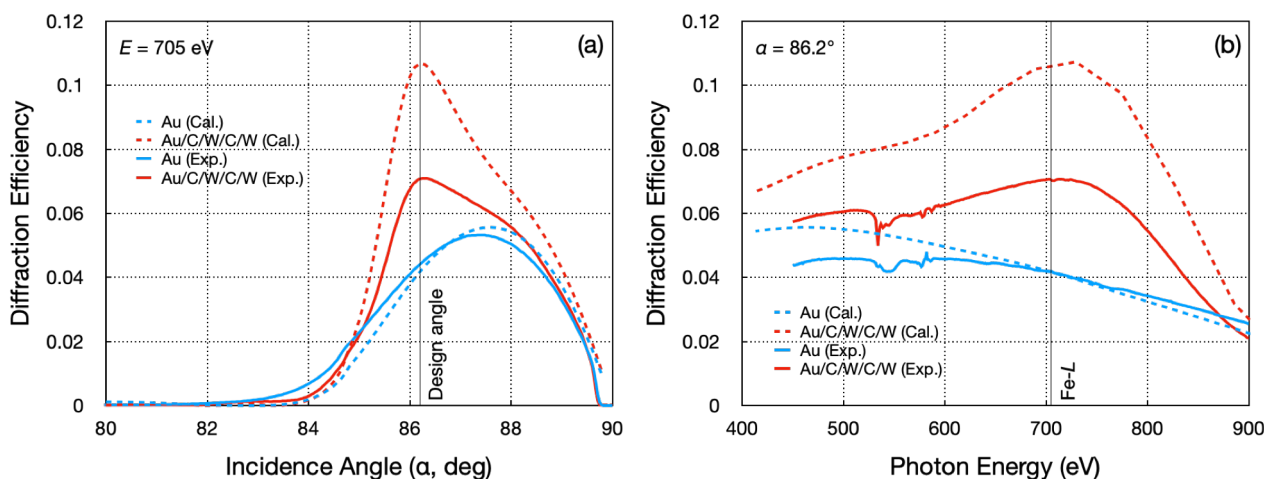 E = 705 eV
(a)
Diffraction Efficiency
0.12
0.1
0.08
0.06
0.04
0.02
0
Au (Cal.)
Au/C/W/C/W (Cal.)
Au (Exp.)
Au/C/W/C/W (Exp.)
Design angle
80 82 84 86 88 90
Incidence Angle (α, deg)
α = 86.2°
(b)
Diffraction Efficiency
0.12
0.1
0.08
0.06
0.04
0.02
0
Au (Cal.)
Au/C/W/C/W (Cal.)
Au (Exp.)
Au/C/W/C/W (Exp.)
Fe-L
400 500 600 700 800 900
Photon Energy (eV)